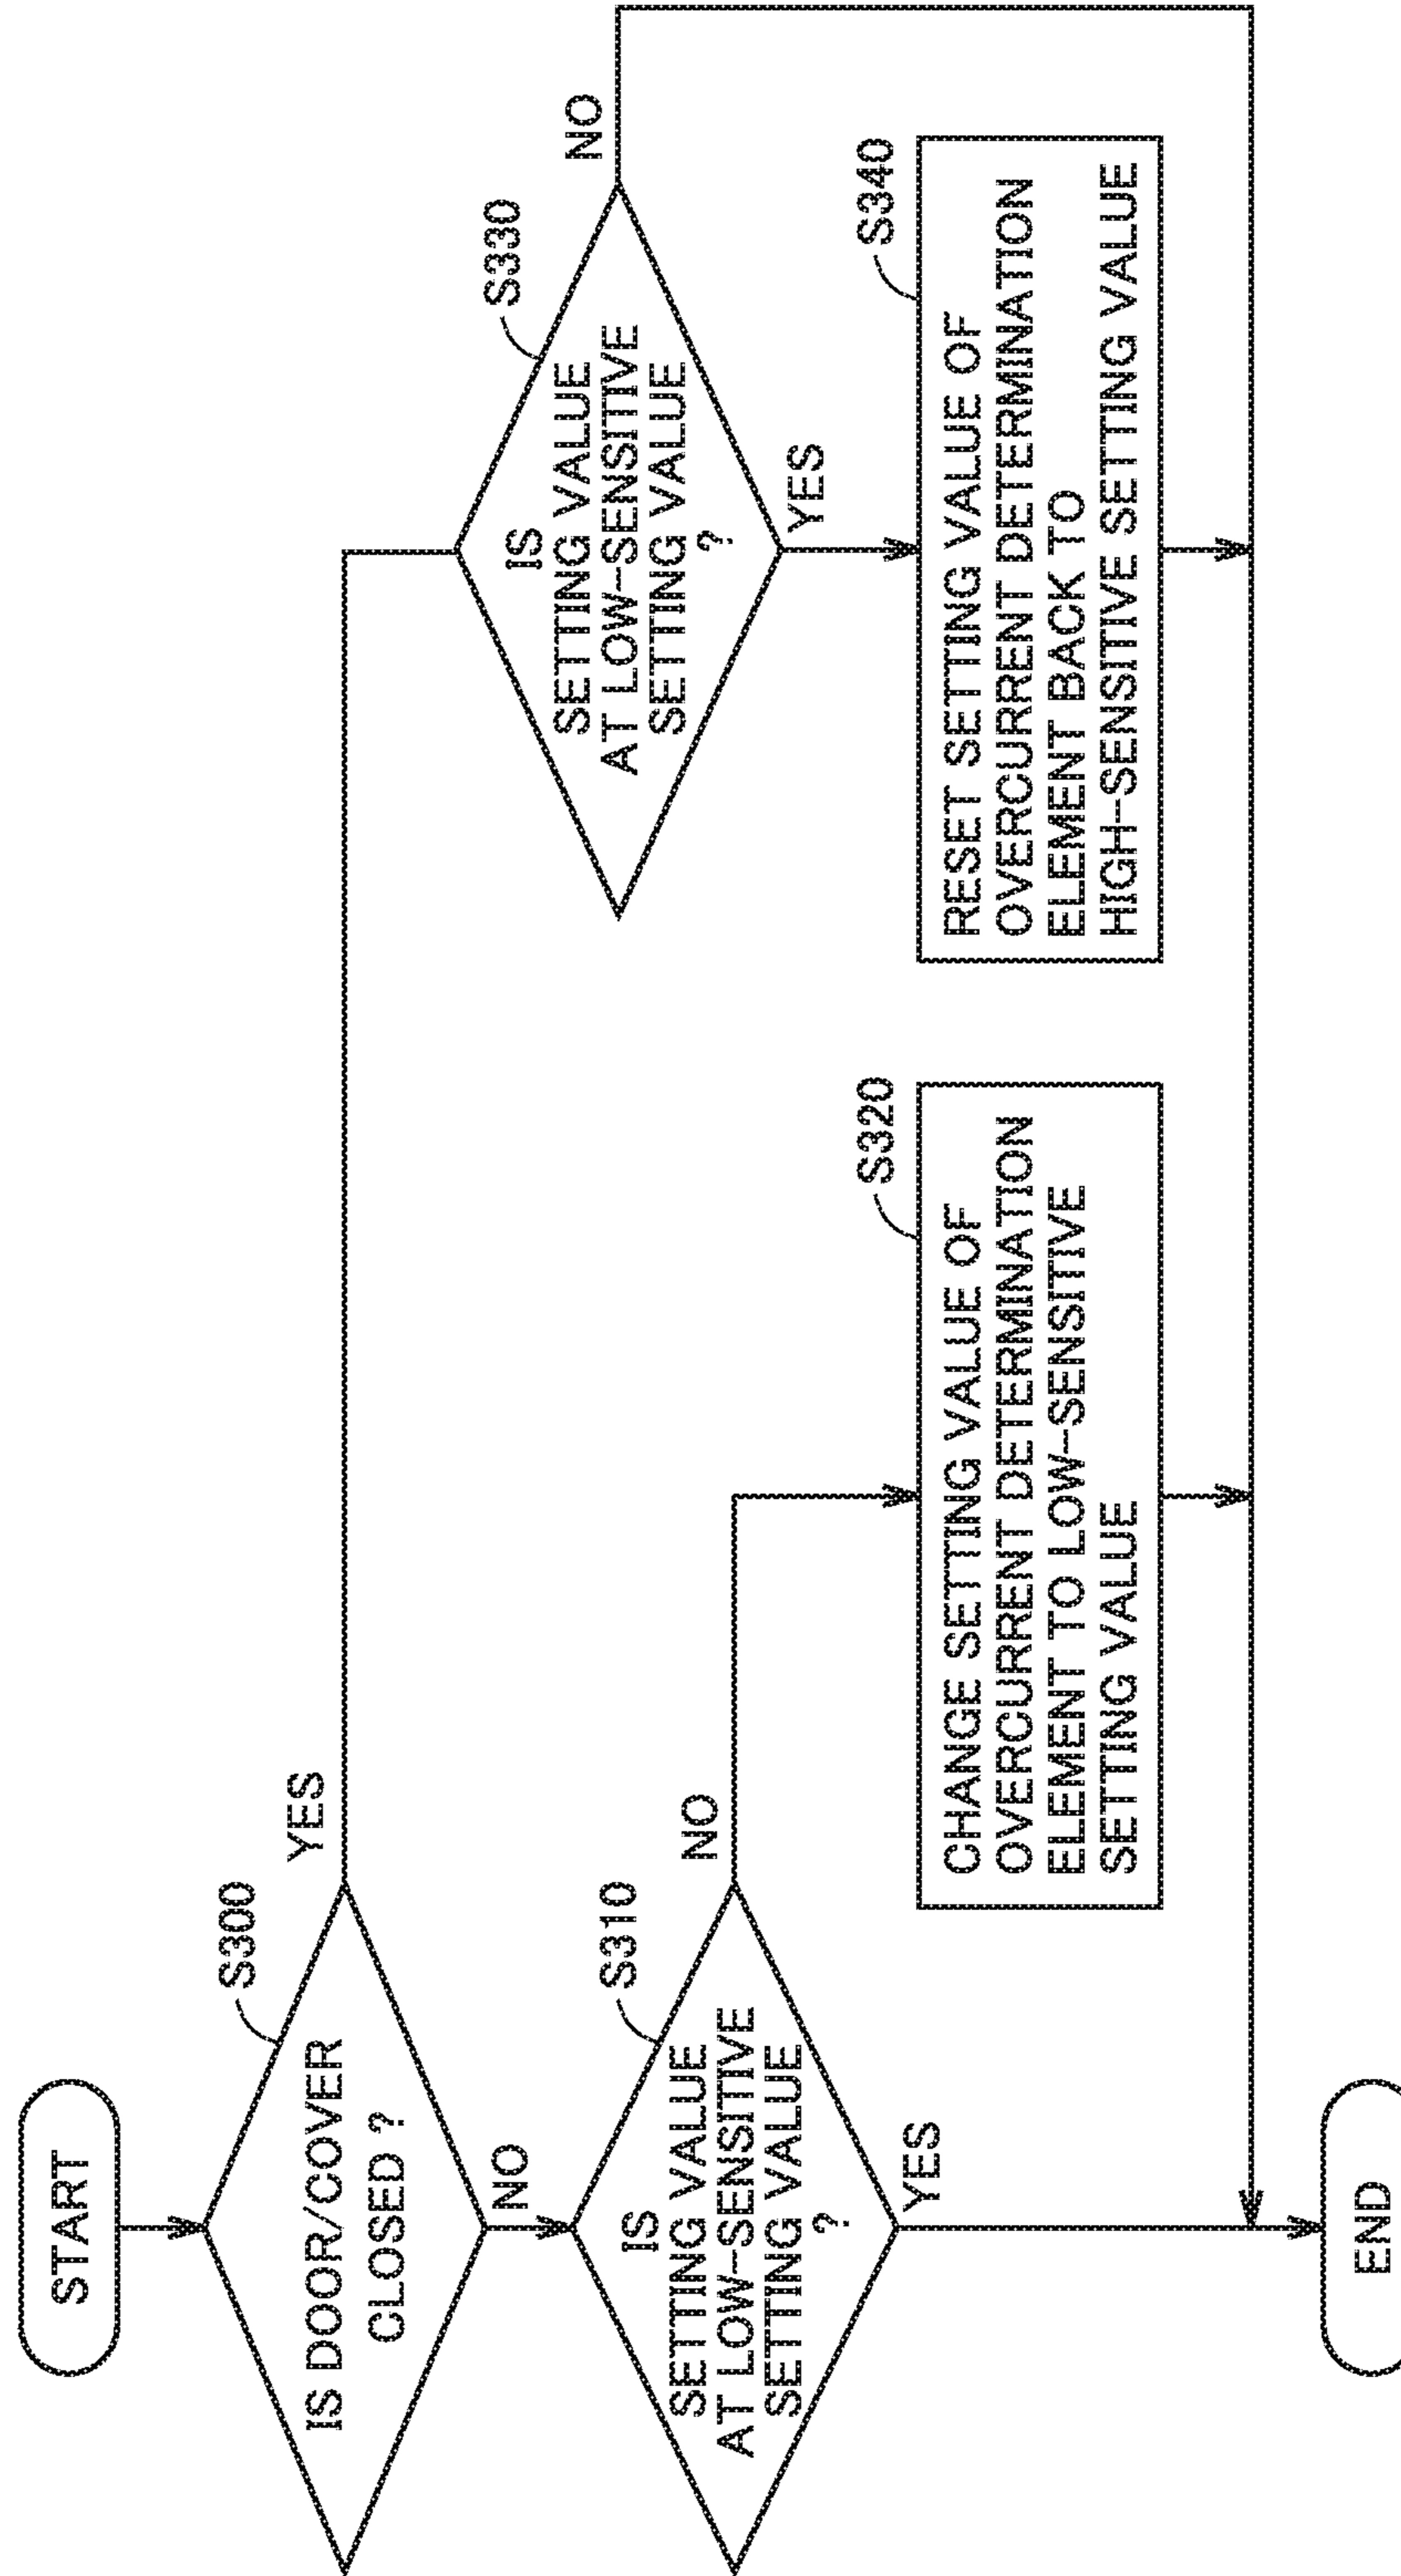 START
S300
IS DOOR/COVER
CLOSED ?
YES
NO
S310
IS
SETTING VALUE
AT LOW-SENSITIVE
SETTING VALUE
?
NO
YES
S320
CHANGE SETTING VALUE OF
OVERCURRENT DETERMINATION
ELEMENT TO LOW-SENSITIVE
SETTING VALUE
S330
IS
SETTING VALUE
AT LOW-SENSITIVE
SETTING VALUE
?
NO
YES
S340
RESET SETTING VALUE OF
OVERCURRENT DETERMINATION
ELEMENT BACK TO
HIGH-SENSITIVE SETTING VALUE
END